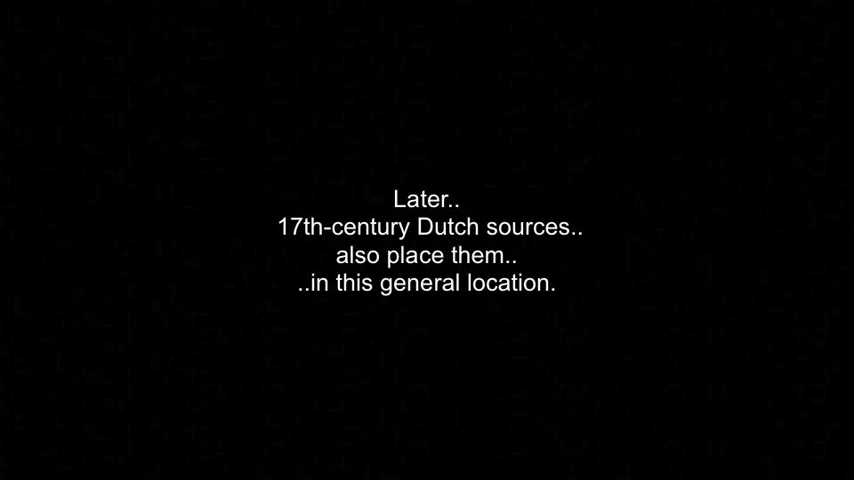 Later..
17th-century Dutch sources..
also place them..
..in this general location.